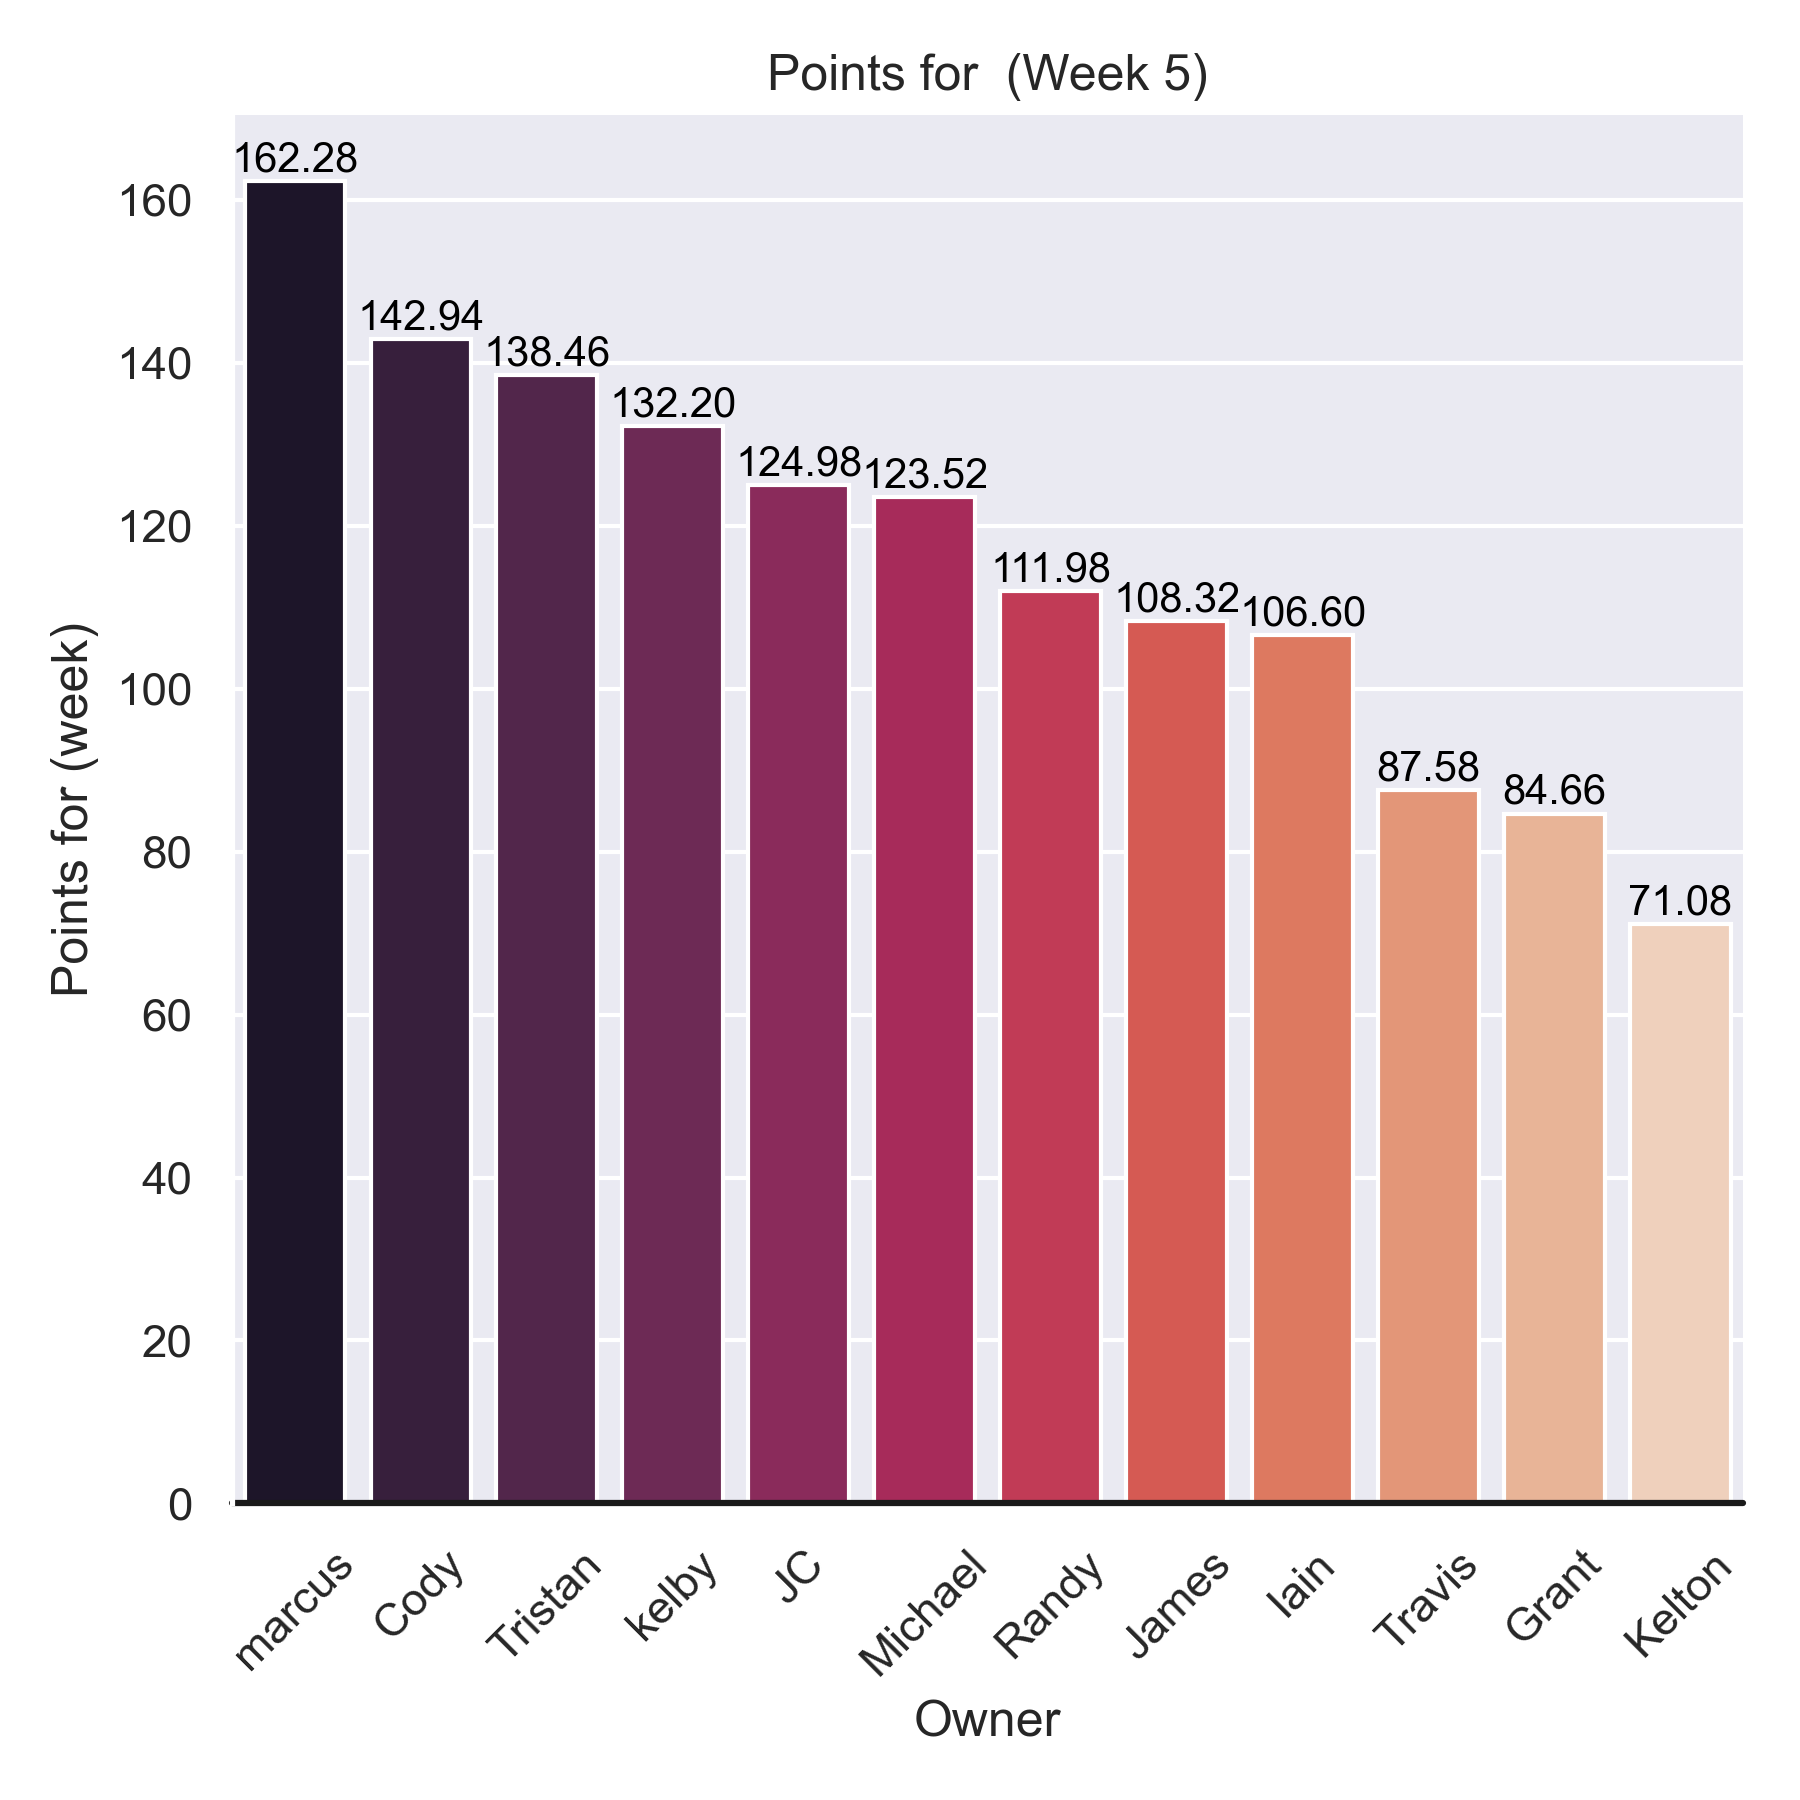 Points for  (Week 5)
162.28
142.94
138.46
132.20
124.98
123.52
111.98
108.32
106.60
87.58
84.66
71.08
160
140
120
100
80
60
40
20
0
Points for (week)
marcus
Cody
Tristan
kelby
JC
Michael
Randy
James
Iain
Travis
Grant
Kelton
Owner